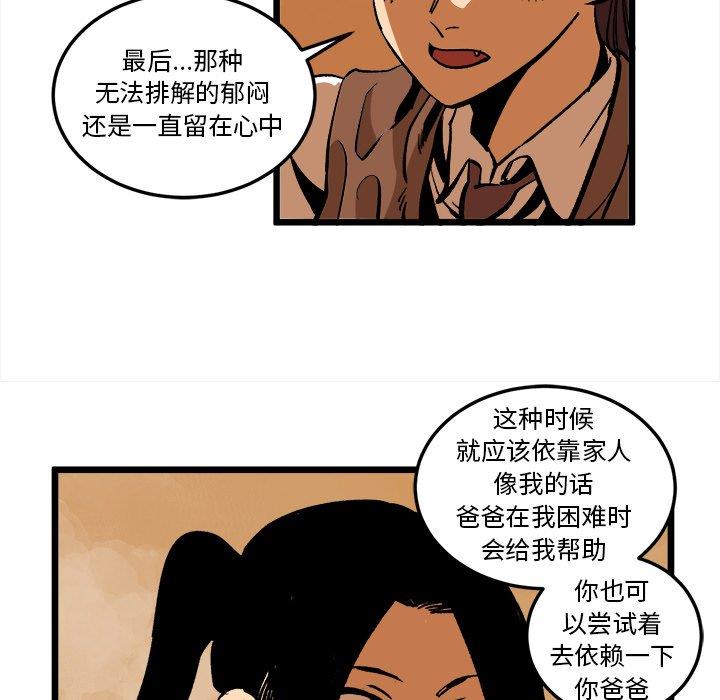 最后...那种
无法排解的郁闷
还是一直留在心中
这种时候
就应该依靠家人
像我的话
爸爸在我困难时
会给我帮助
你也可
以尝试着
去依赖一下
你爸爸